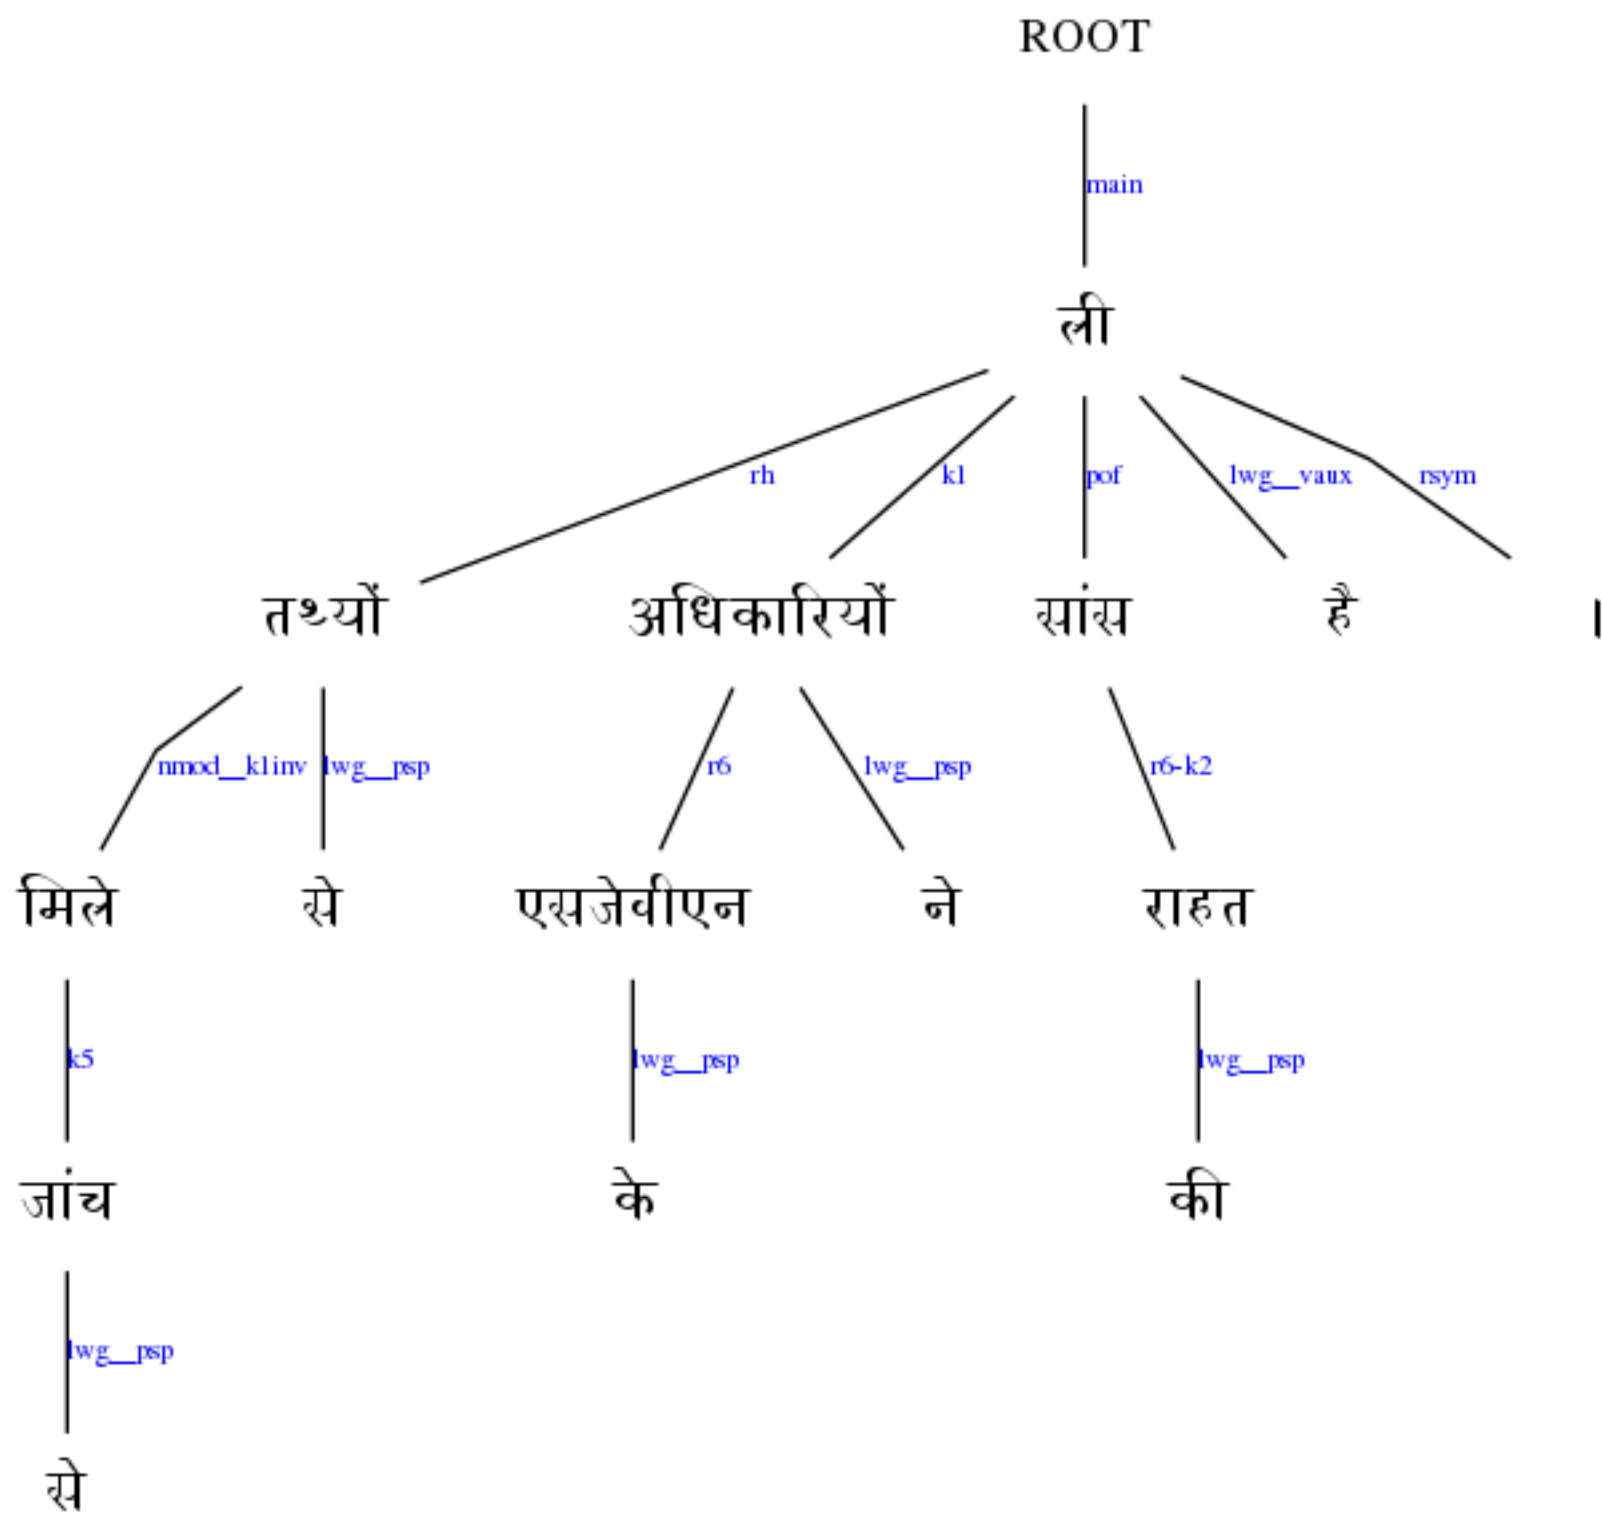 ROOT
main
ली
rh k1 pof lwg__vaux rsym
तथ्यों अधिकारियों सांस है ।
nmod__k1inv lwg__psp r6 lwg__psp r6-k2
मिले से एसजेवीएन ने राहत
k5 lwg__psp lwg__psp
जांच के की
lwg__psp
से